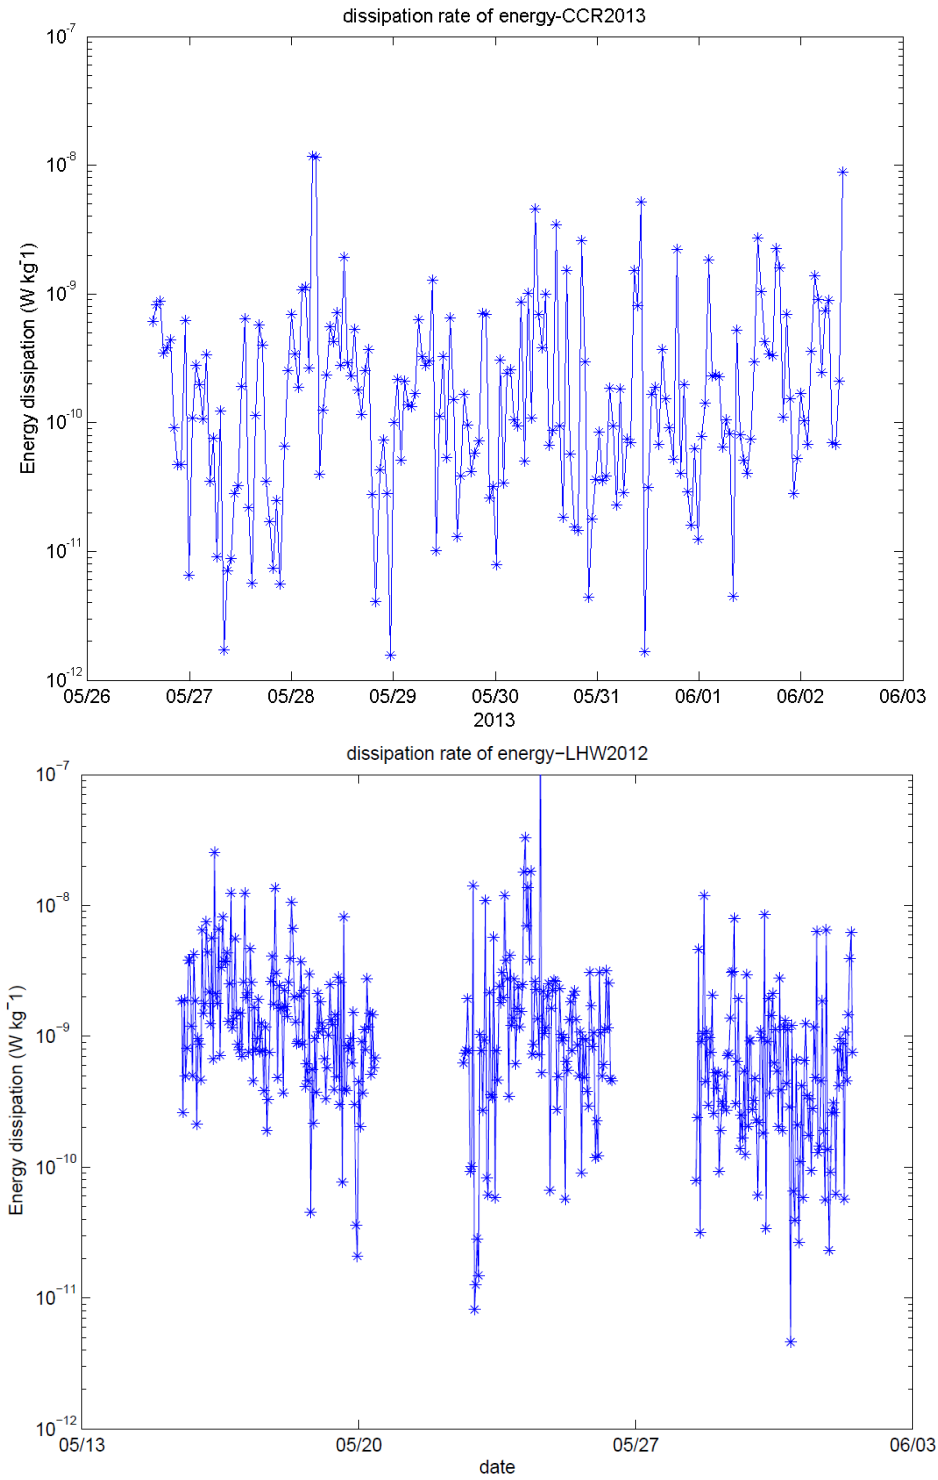 dissipation rate of energy-CCR2013
10-7
10-8
10-9
10-10
10-11
10-12
Energy dissipation (W kg-1)
05/26 05/27 05/28 05/29 05/30 05/31 06/01 06/02 06/03
2013
dissipation rate of energy−LHW2012
10−7
10−8
10−9
10−10
10−11
10−12
Energy dissipation (W kg−1)
05/13 05/20 05/27 06/03
date